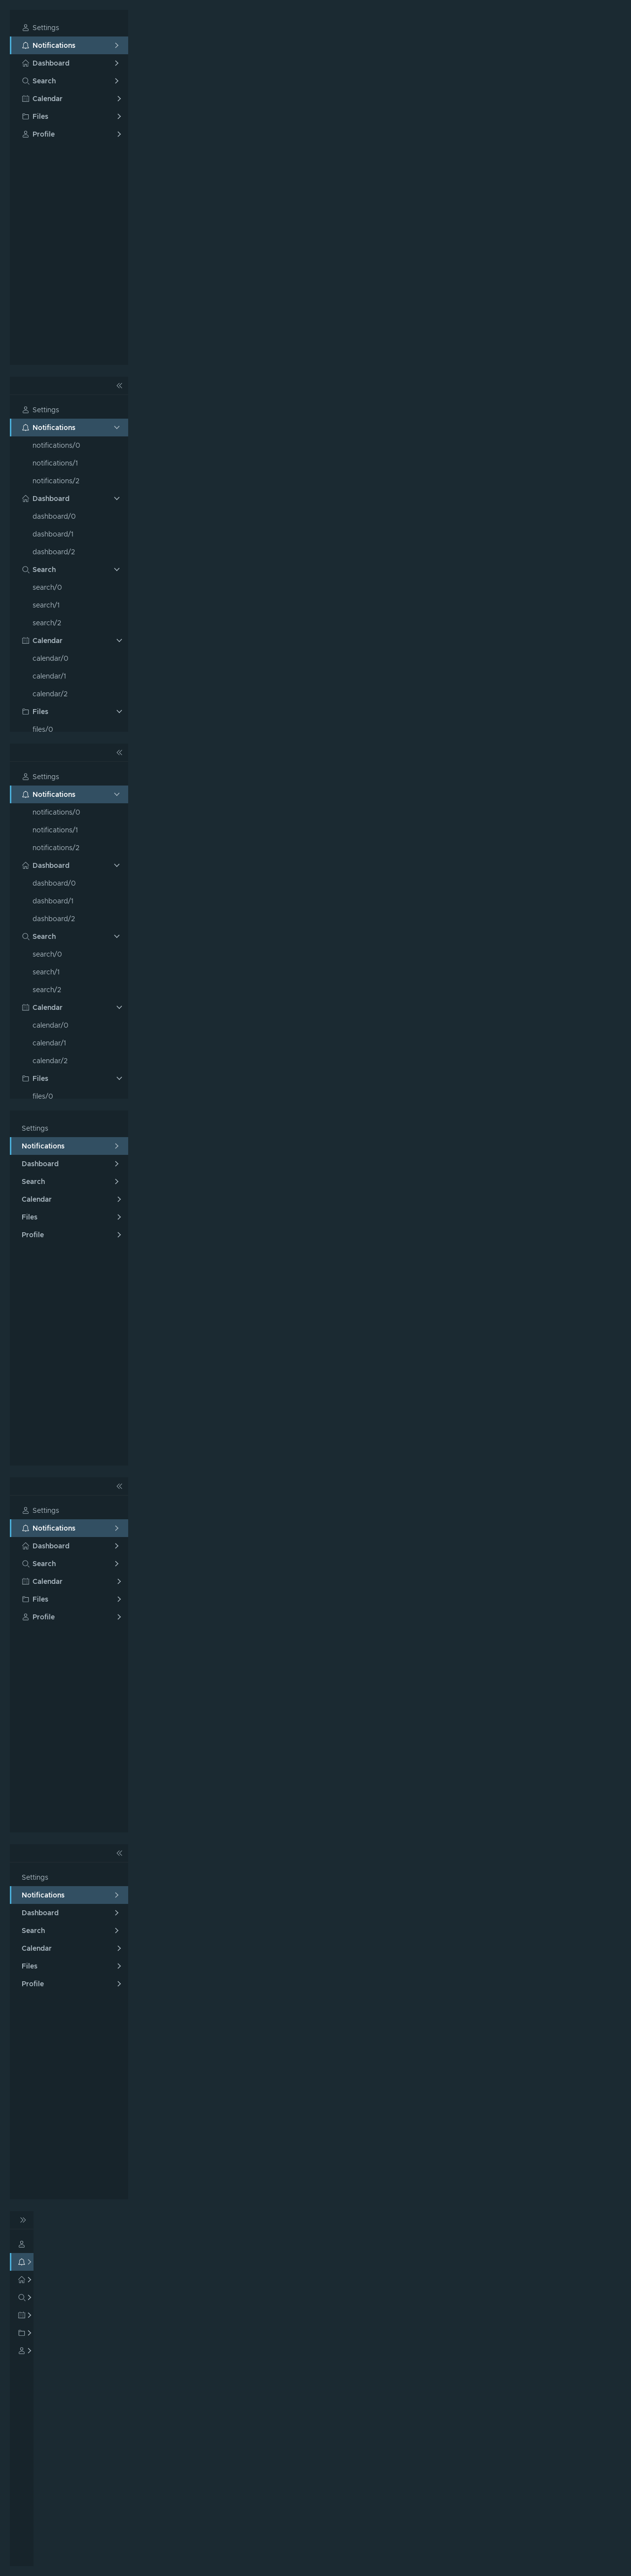 Settings
Notifications
Dashboard
Search
Calendar
Files
Profile
Settings
Notifications
notifications/0
notifications/1
notifications/2
Dashboard
dashboard/0
dashboard/1
dashboard/2
Search
search/0
search/1
search/2
Calendar
calendar/0
calendar/1
calendar/2
Files
files/0
Settings
Notifications
notifications/0
notifications/1
notifications/2
Dashboard
dashboard/0
dashboard/1
dashboard/2
Search
search/0
search/1
search/2
Calendar
calendar/0
calendar/1
calendar/2
Files
files/0
Settings
Notifications
Dashboard
Search
Calendar
Files
Profile
Settings
Notifications
Dashboard
Search
Calendar
Files
Profile
Settings
Notifications
Dashboard
Search
Calendar
Files
Profile